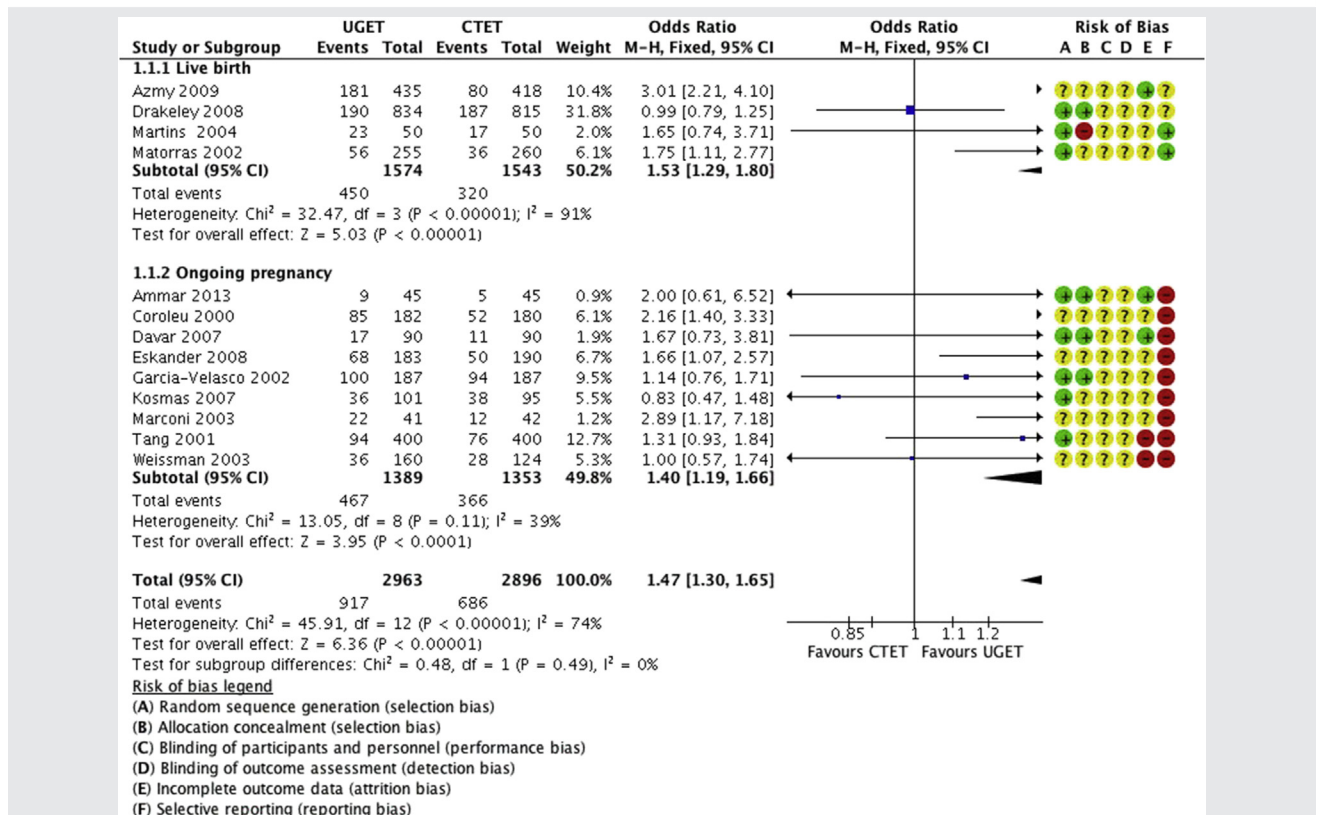 UGET CTET Odds Ratio Odds Ratio Risk of Bias
Study or Subgroup Events Total Events Total Weight M-H, Fixed, 95% CI M-H, Fixed, 95% CI A B C D E F
1.1.1 Live birth
Azmy 2009 181 435 80 418 10.4% 3.01 [2.21, 4.10] ? ? ? ? + ?
Drakeley 2008 190 834 187 815 31.8% 0.99 [0.79, 1.25] + + ? ? ? ?
Martins 2004 23 50 17 50 2.0% 1.65 [0.74, 3.71] + - ? ? ? +
Matorras 2002 56 255 36 260 6.1% 1.75 [1.11, 2.77] + ? ? ? ? +
Subtotal (95% CI) 1574 1543 50.2% 1.53 [1.29, 1.80]
Total events 450 320
Heterogeneity: Chi² = 32.47, df = 3 (P < 0.00001); I² = 91%
Test for overall effect: Z = 5.03 (P < 0.00001)
1.1.2 Ongoing pregnancy
Ammar 2013 9 45 5 45 0.9% 2.00 [0.61, 6.52] + + ? ? + -
Coroleu 2000 85 182 52 180 6.1% 2.16 [1.40, 3.33] ? ? ? ? ? -
Davar 2007 17 90 11 90 1.9% 1.67 [0.73, 3.81] + + ? ? + -
Eskander 2008 68 183 50 190 6.7% 1.66 [1.07, 2.57] ? ? ? ? ? -
Garcia-Velasco 2002 100 187 94 187 9.5% 1.14 [0.76, 1.71] + + ? ? ? -
Kosmas 2007 36 101 38 95 5.5% 0.83 [0.47, 1.48] + ? ? ? ? -
Marconi 2003 22 41 12 42 1.2% 2.89 [1.17, 7.18] ? ? ? ? ? -
Tang 2001 94 400 76 400 12.7% 1.31 [0.93, 1.84] + ? ? ? - -
Weissman 2003 36 160 28 124 5.3% 1.00 [0.57, 1.74] ? ? ? ? - -
Subtotal (95% CI) 1389 1353 49.8% 1.40 [1.19, 1.66]
Total events 467 366
Heterogeneity: Chi² = 13.05, df = 8 (P = 0.11); I² = 39%
Test for overall effect: Z = 3.95 (P < 0.0001)
Total (95% CI) 2963 2896 100.0% 1.47 [1.30, 1.65]
Total events 917 686
Heterogeneity: Chi² = 45.91, df = 12 (P < 0.00001); I² = 74%
Test for overall effect: Z = 6.36 (P < 0.00001)
Test for subgroup differences: Chi² = 0.48, df = 1 (P = 0.49), I² = 0%
0.85 1 1.1 1.2
Favours CTET Favours UGET
Risk of bias legend
(A) Random sequence generation (selection bias)
(B) Allocation concealment (selection bias)
(C) Blinding of participants and personnel (performance bias)
(D) Blinding of outcome assessment (detection bias)
(E) Incomplete outcome data (attrition bias)
(F) Selective reporting (reporting bias)